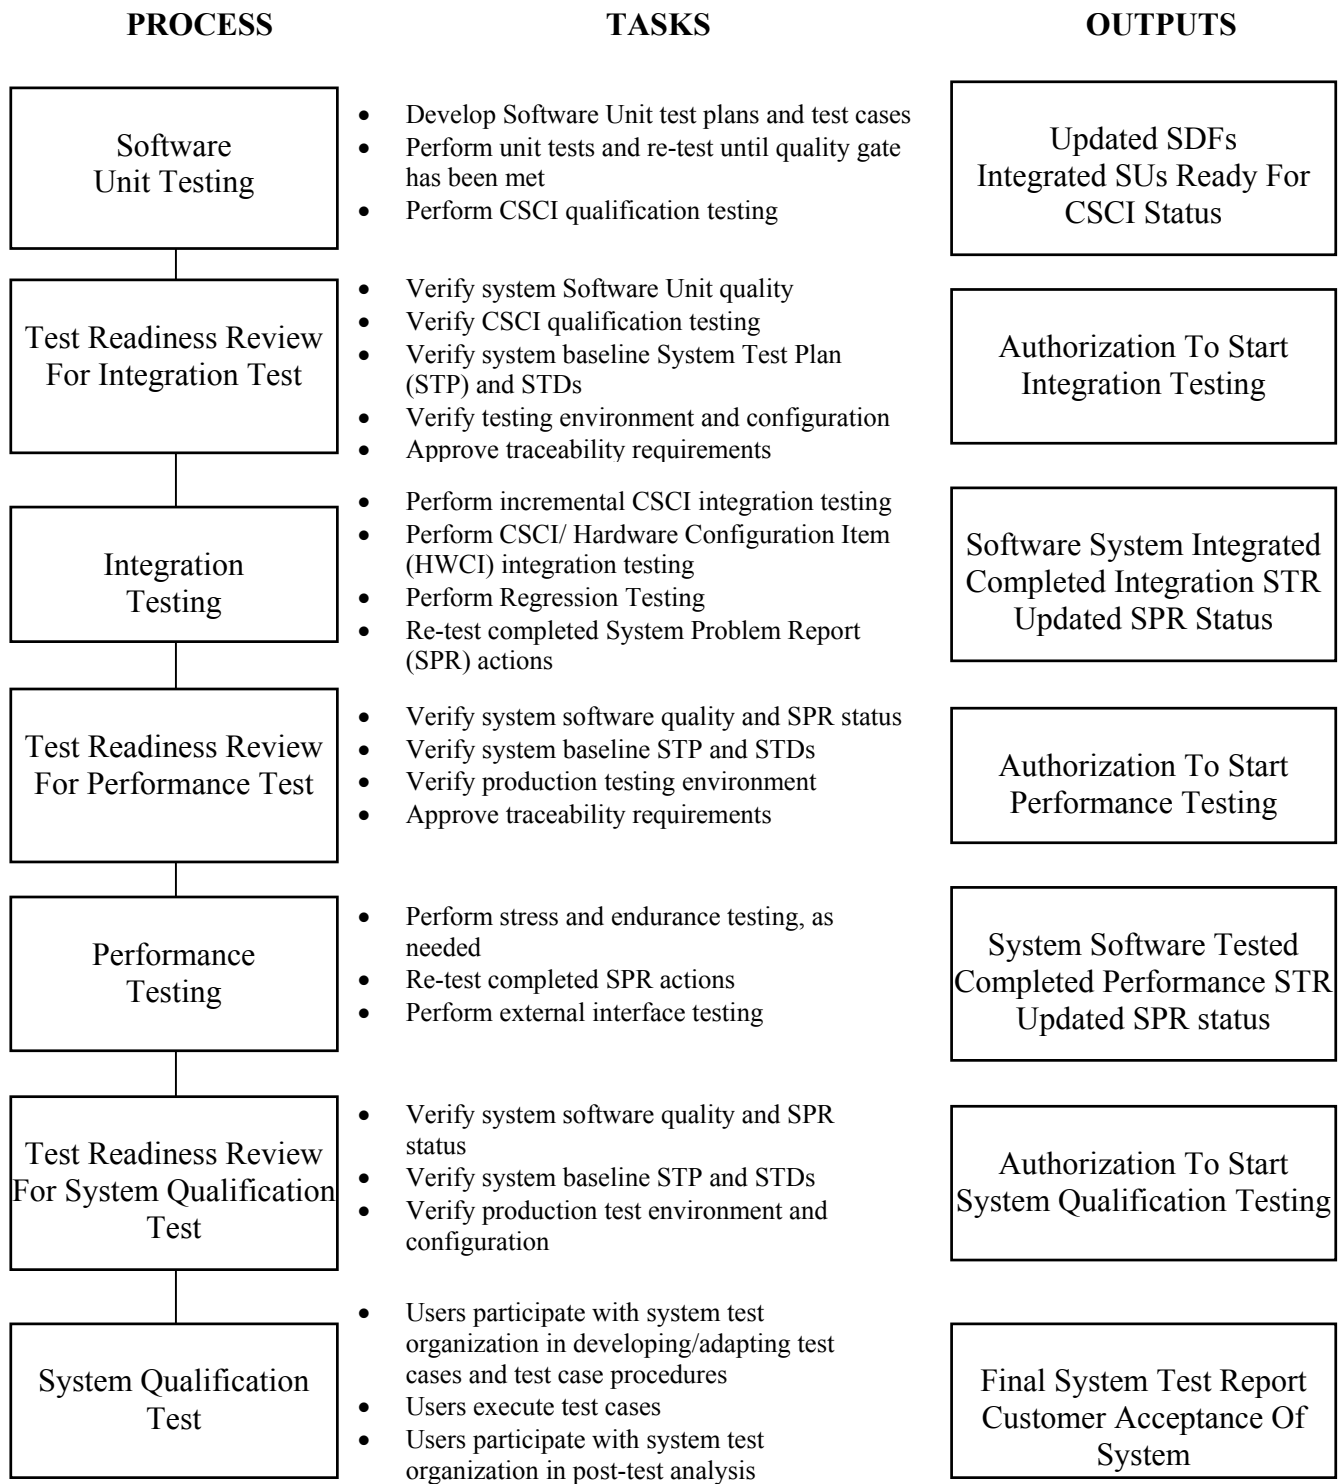 PROCESS TASKS OUTPUTS
Software
Unit Testing
• Develop Software Unit test plans and test cases
• Perform unit tests and re-test until quality gate
has been met
• Perform CSCI qualification testing
Updated SDFs
Integrated SUs Ready For
CSCI Status
Test Readiness Review
For Integration Test
• Verify system Software Unit quality
• Verify CSCI qualification testing
• Verify system baseline System Test Plan
(STP) and STDs
• Verify testing environment and configuration
• Approve traceability requirements
Authorization To Start
Integration Testing
Integration
Testing
• Perform incremental CSCI integration testing
• Perform CSCI/ Hardware Configuration Item
(HWCI) integration testing
• Perform Regression Testing
• Re-test completed System Problem Report
(SPR) actions
Software System Integrated
Completed Integration STR
Updated SPR Status
Test Readiness Review
For Performance Test
• Verify system software quality and SPR status
• Verify system baseline STP and STDs
• Verify production testing environment
• Approve traceability requirements
Authorization To Start
Performance Testing
Performance
Testing
• Perform stress and endurance testing, as
needed
• Re-test completed SPR actions
• Perform external interface testing
System Software Tested
Completed Performance STR
Updated SPR status
Test Readiness Review
For System Qualification
Test
• Verify system software quality and SPR
status
• Verify system baseline STP and STDs
• Verify production test environment and
configuration
Authorization To Start
System Qualification Testing
System Qualification
Test
• Users participate with system test
organization in developing/adapting test
cases and test case procedures
• Users execute test cases
• Users participate with system test
organization in post-test analysis
Final System Test Report
Customer Acceptance Of
System